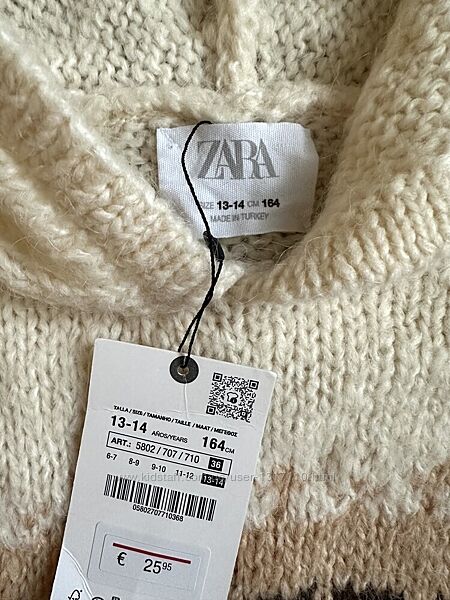 ZARA
SIZE 13-14 CM 164
MADE IN TURKEY
TALLA / SIZE / TAMANHO / TAILLE / MAAT / ΜΕΓΕΘΟΣ
13-14 AÑOS/YEARS 164 CM
ART.: 5802 / 707 / 710 36
6-7 8-9 9-10 11-12 13-14
05802707710368
€ 25 95